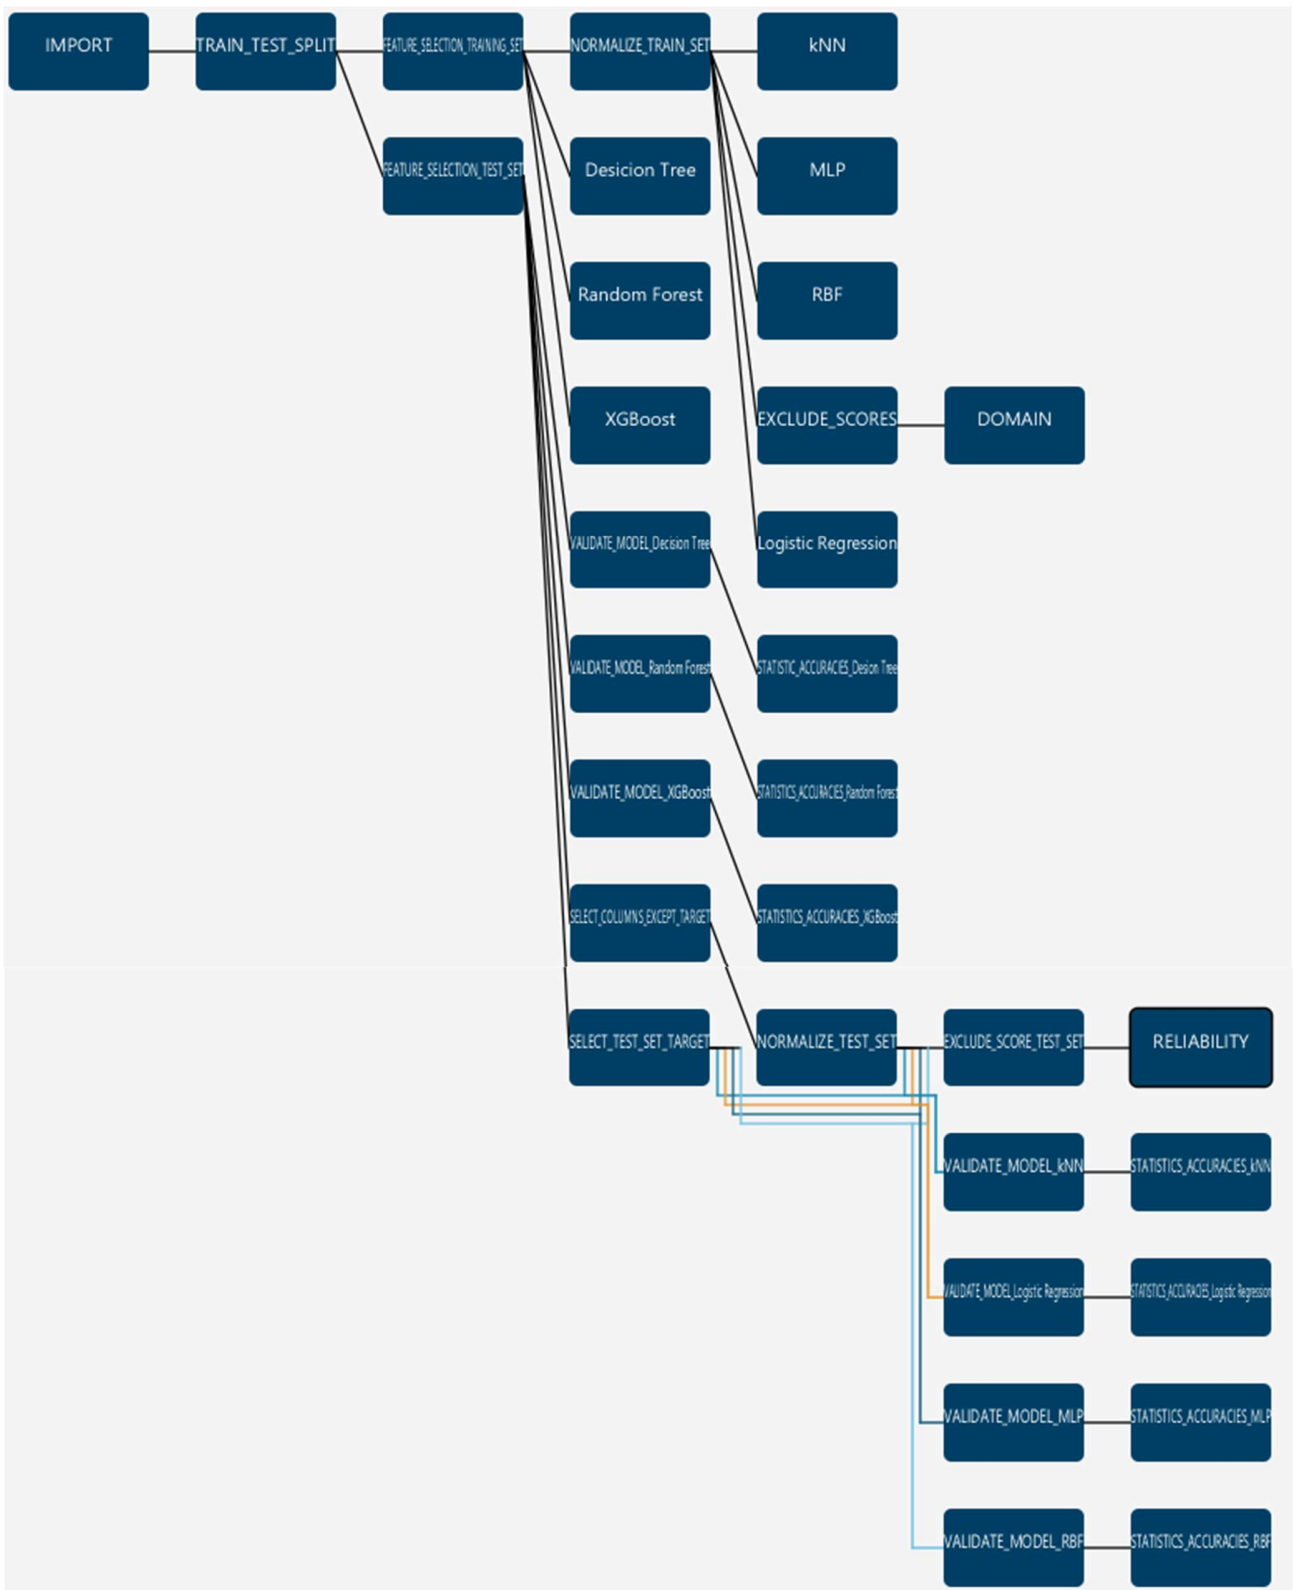 IMPORT
TRAIN_TEST_SPLIT
FEATURE_SELECTION_TRAINING_SET
NORMALIZE_TRAIN_SET
kNN
FEATURE_SELECTION_TEST_SET
Desicion Tree
MLP
Random Forest
RBF
XGBoost
EXCLUDE_SCORES
DOMAIN
VALIDATE_MODEL_Decision Tree
Logistic Regression
VALIDATE_MODEL_Random Forest
STATISTIC_ACCURACIES_Desion Tree
VALIDATE_MODEL_XGBoost
STATISTICS_ACCURACIES_Random Forest
SELECT_COLUMNS_EXCEPT_TARGET
STATISTICS_ACCURACIES_XGBoost
SELECT_TEST_SET_TARGET
NORMALIZE_TEST_SET
EXCLUDE_SCORE_TEST_SET
RELIABILITY
VALIDATE_MODEL_kNN
STATISTICS_ACCURACIES_kNN
VALIDATE_MODEL_Logistic Regression
STATISTICS_ACCURACIES_Logistic Regression
VALIDATE_MODEL_MLP
STATISTICS_ACCURACIES_MLP
VALIDATE_MODEL_RBF
STATISTICS_ACCURACIES_RBF